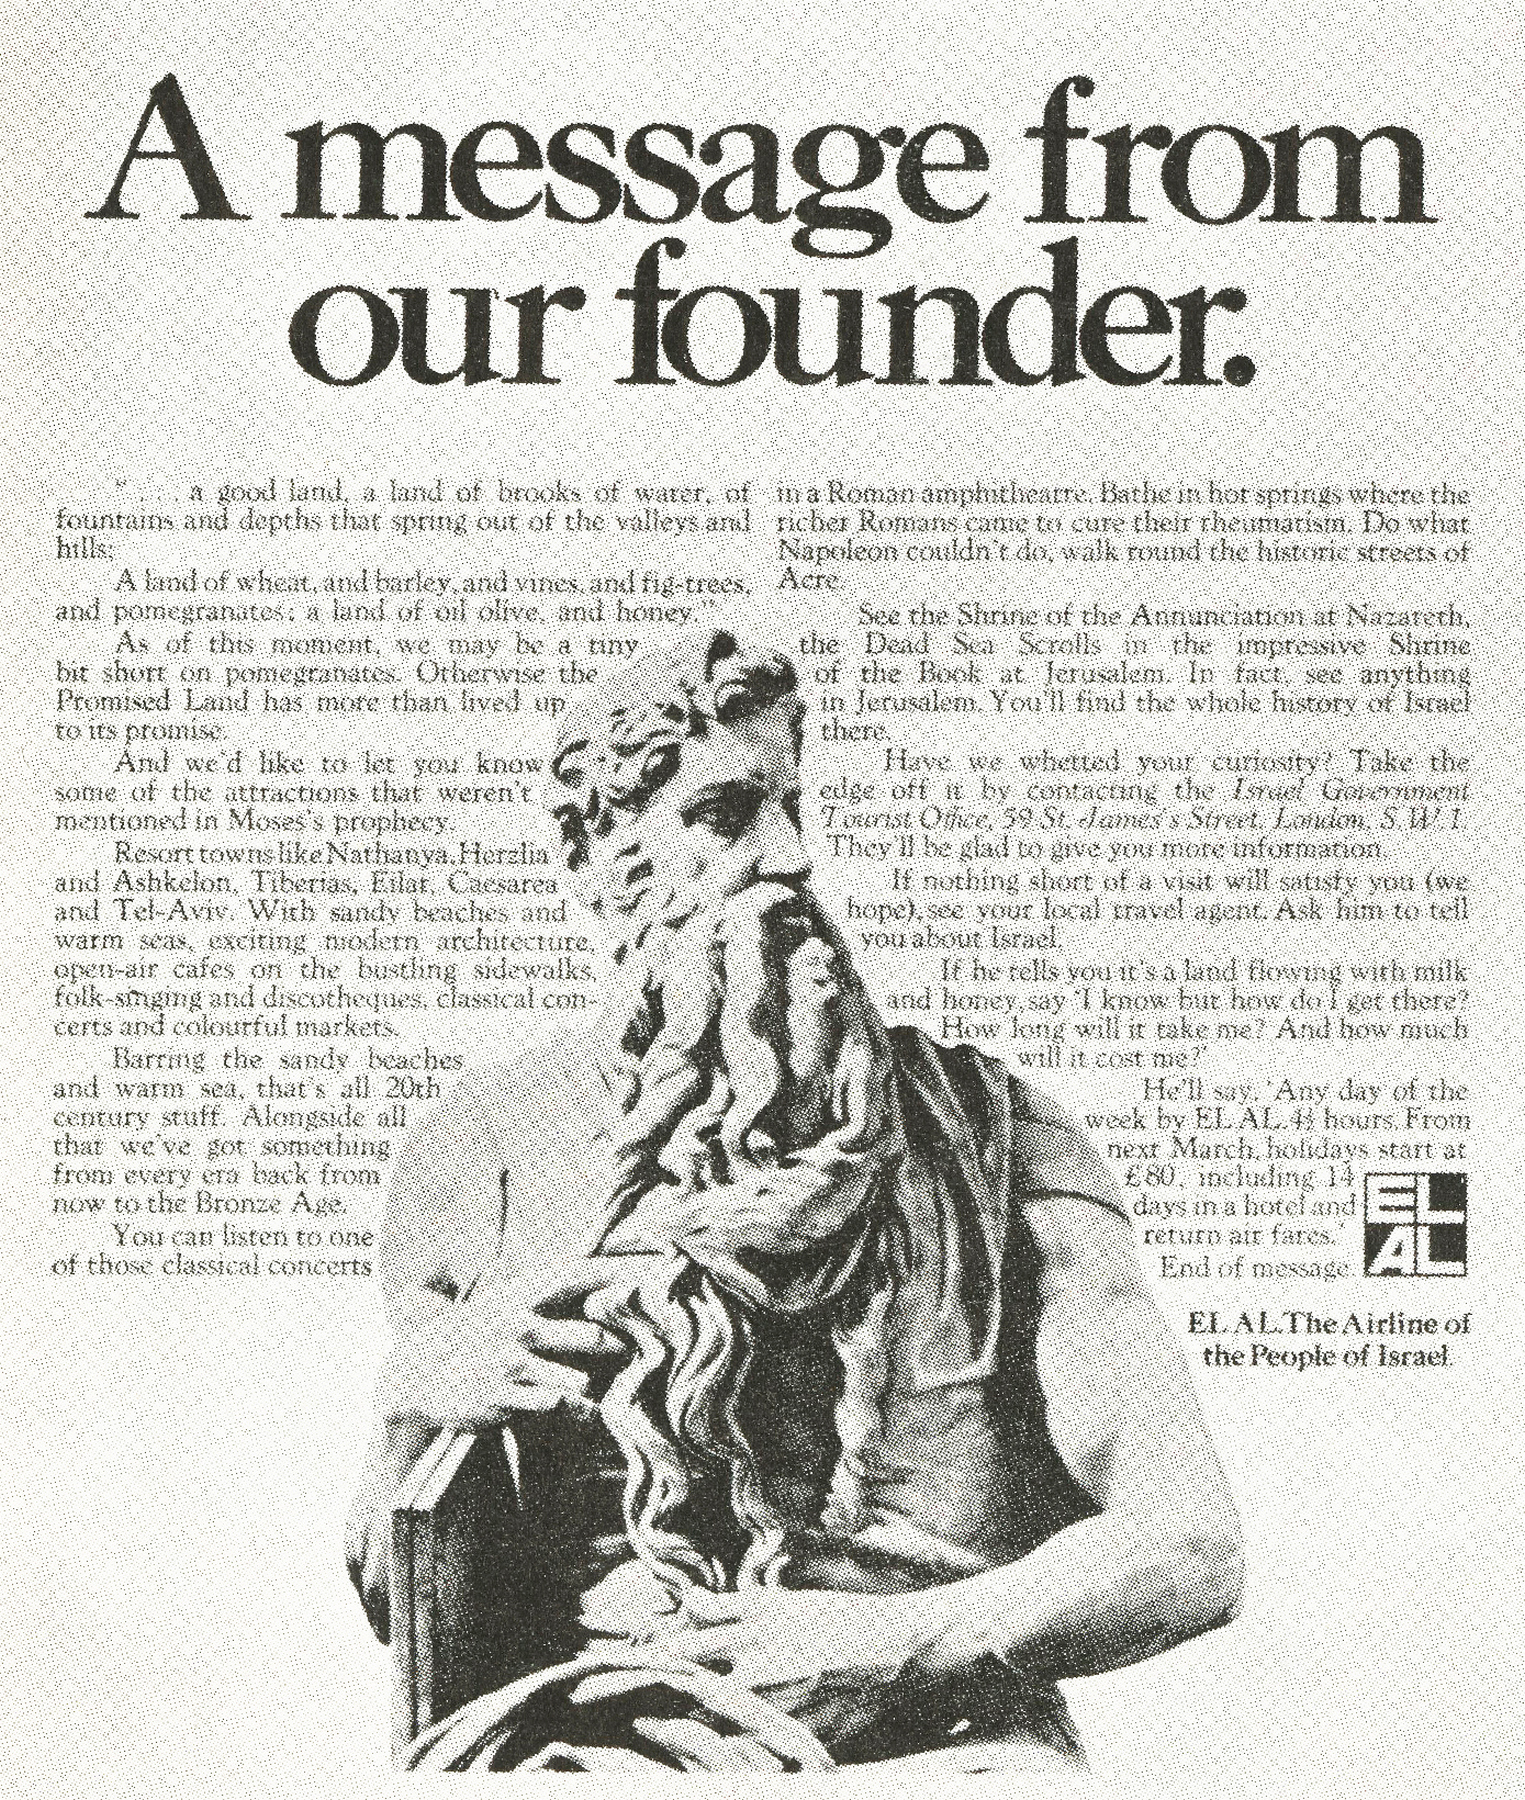 A message from
our founder.
" . . . a good land, a land of brooks of water, of
fountains and depths that spring out of the valleys and
hills;
A land of wheat, and barley, and vines, and fig-trees,
and pomegranates; a land of oil olive, and honey."
As of this moment, we may be a tiny
bit short on pomegranates. Otherwise the
Promised Land has more than lived up
to its promise.
And we'd like to let you know
some of the attractions that weren't
mentioned in Moses's prophecy.
Resort towns like Nathanya, Herzlia
and Ashkelon, Tiberias, Eilat, Caesarea
and Tel-Aviv. With sandy beaches and
warm seas, exciting modern architecture,
open-air cafes on the bustling sidewalks,
folk-singing and discotheques, classical con-
certs and colourful markets.
Barring the sandy beaches
and warm sea, that's all 20th
century stuff. Alongside all
that we've got something
from every era back from
now to the Bronze Age.
You can listen to one
of those classical concerts
in a Roman amphitheatre. Bathe in hot springs where the
richer Romans came to cure their rheumatism. Do what
Napoleon couldn't do, walk round the historic streets of
Acre.
See the Shrine of the Annunciation at Nazareth,
the Dead Sea Scrolls in the impressive Shrine
of the Book at Jerusalem. In fact, see anything
in Jerusalem. You'll find the whole history of Israel
there.
Have we whetted your curiosity? Take the
edge off it by contacting the Israel Government
Tourist Office, 59 St. James's Street, London, S.W.1.
They'll be glad to give you more information.
If nothing short of a visit will satisfy you (we
hope), see your local travel agent. Ask him to tell
you about Israel.
If he tells you it's a land flowing with milk
and honey, say 'I know but how do I get there?
How long will it take me? And how much
will it cost me?'
He'll say, 'Any day of the
week by EL AL. 4½ hours. From
next March, holidays start at
£80, including 14
days in a hotel and
return air fares.'
End of message.
EL
AL
EL AL. The Airline of
the People of Israel.